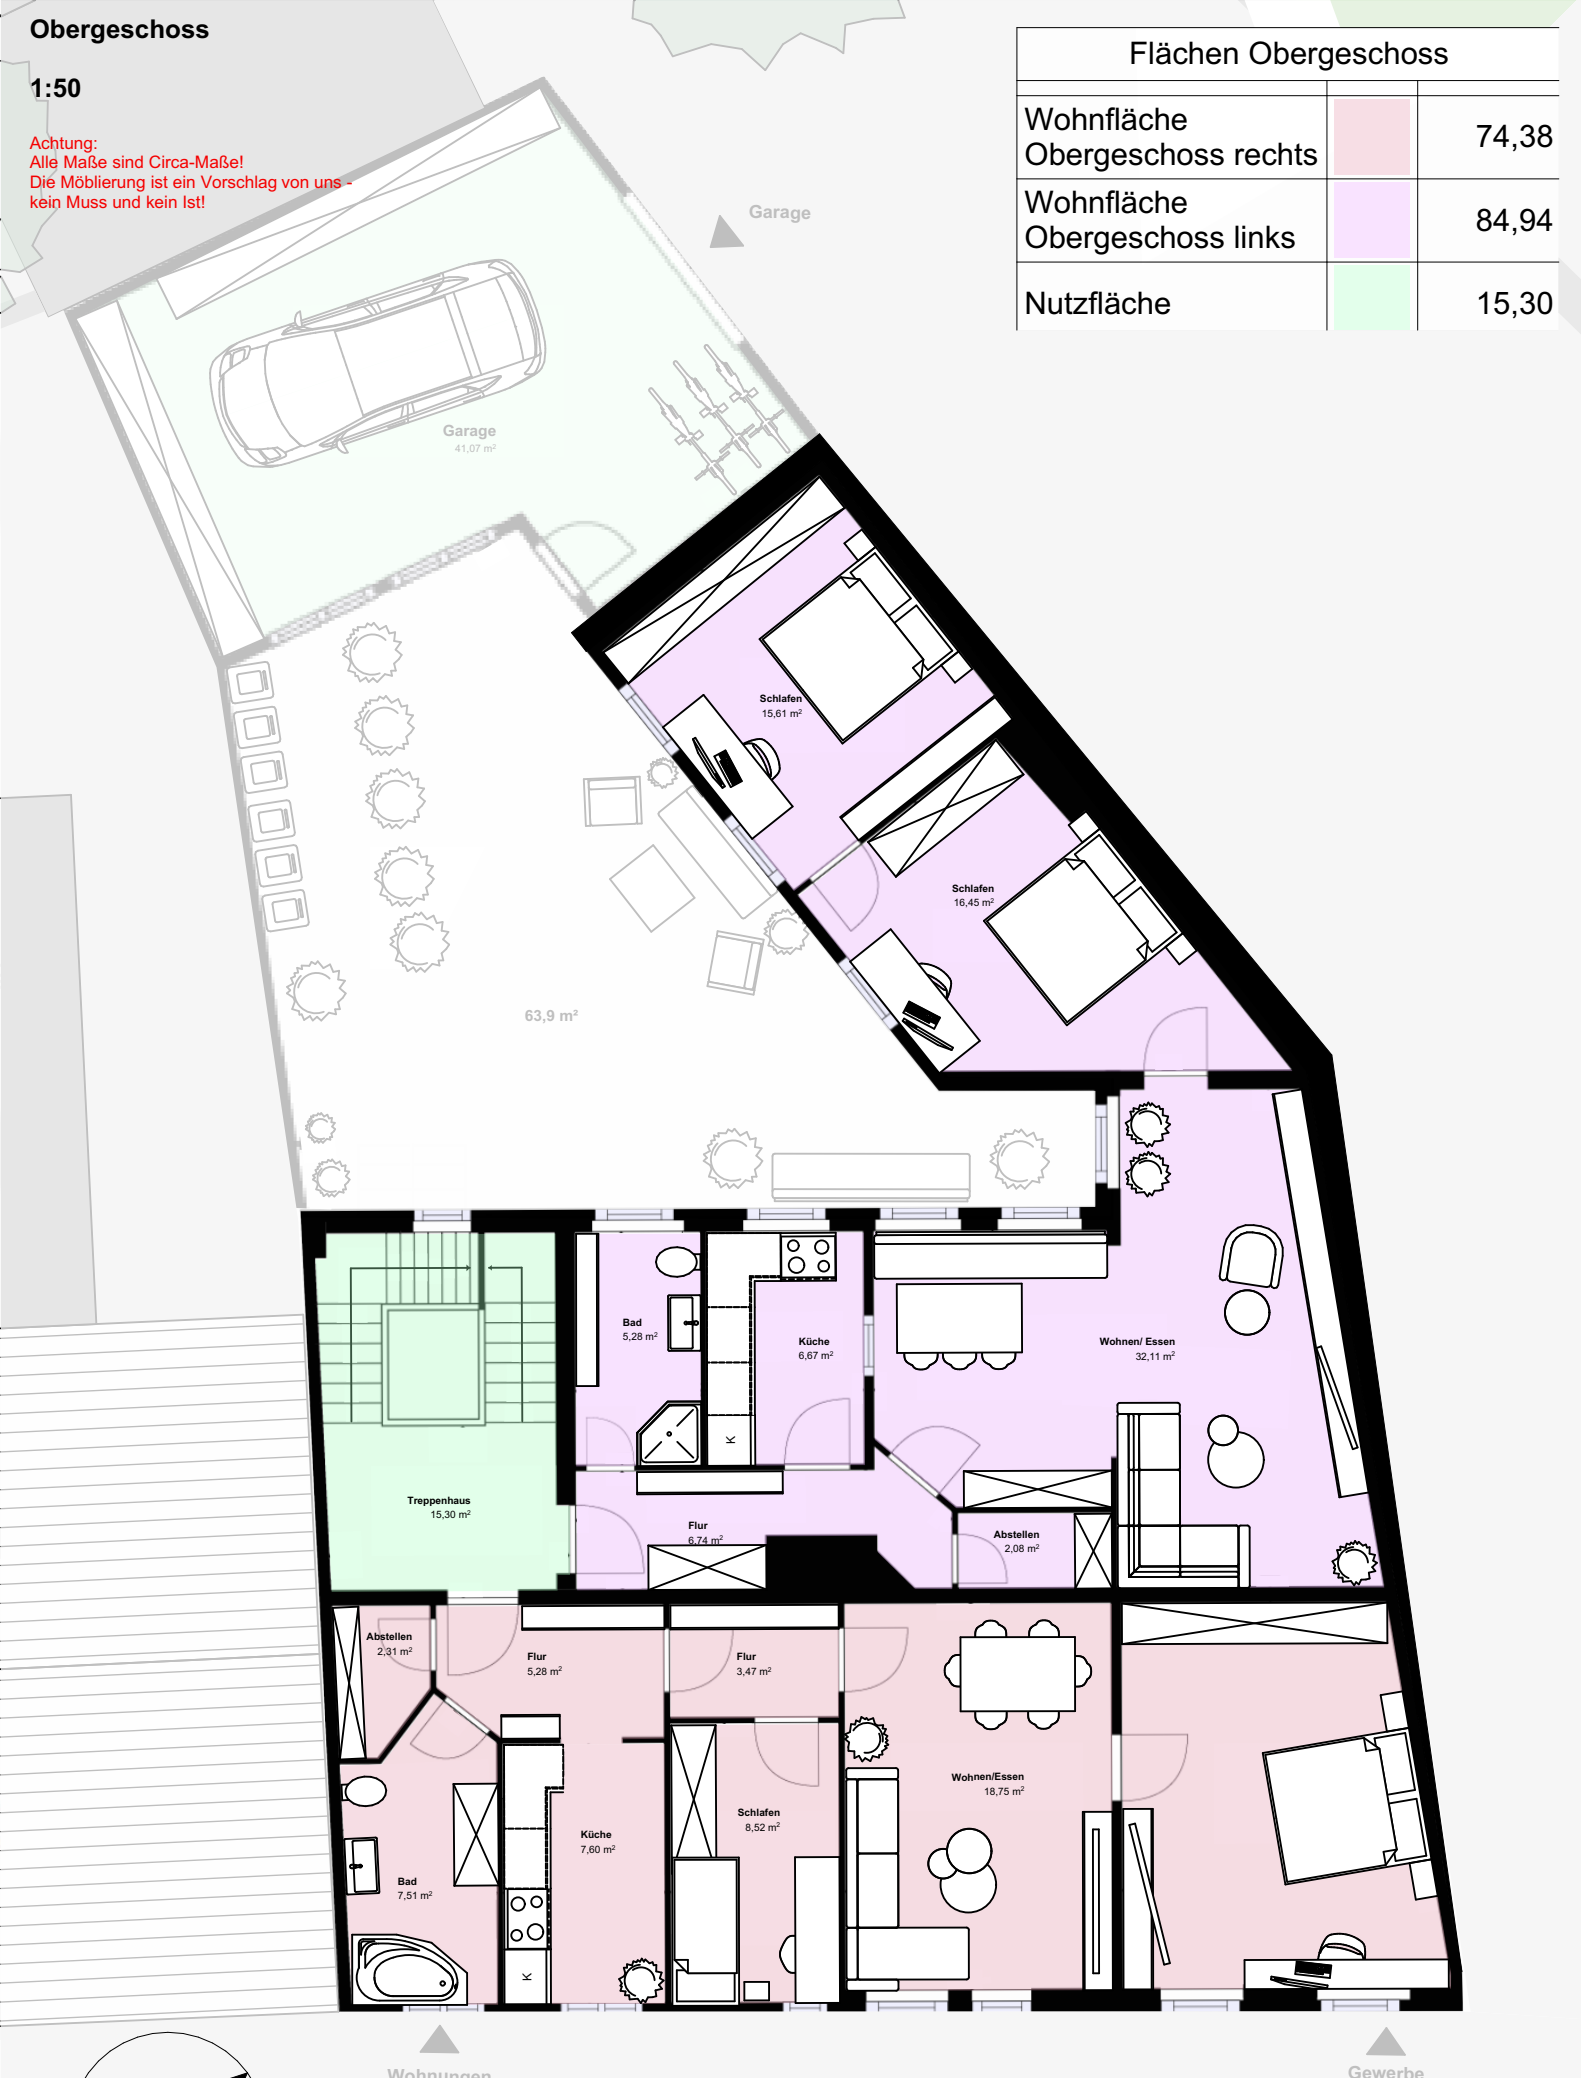 Obergeschoss
1:50
Achtung:
Alle Maße sind Circa-Maße!
Die Möblierung ist ein Vorschlag von uns -
kein Muss und kein Ist!
Flächen Obergeschoss
Wohnfläche
Obergeschoss rechts
74,38
Wohnfläche
Obergeschoss links
84,94
Nutzfläche
15,30
Garage
Garage
41,07 m²
Schlafen
15,61 m²
Schlafen
16,45 m²
63,9 m²
Bad
5,28 m²
Küche
6,67 m²
Wohnen/ Essen
32,11 m²
K
Treppenhaus
15,30 m²
Flur
6,74 m²
Abstellen
2,08 m²
Abstellen
2,31 m²
Flur
5,28 m²
Flur
3,47 m²
Wohnen/Essen
18,75 m²
Schlafen
8,52 m²
Küche
7,60 m²
Bad
7,51 m²
K
Wohnungen
Gewerbe